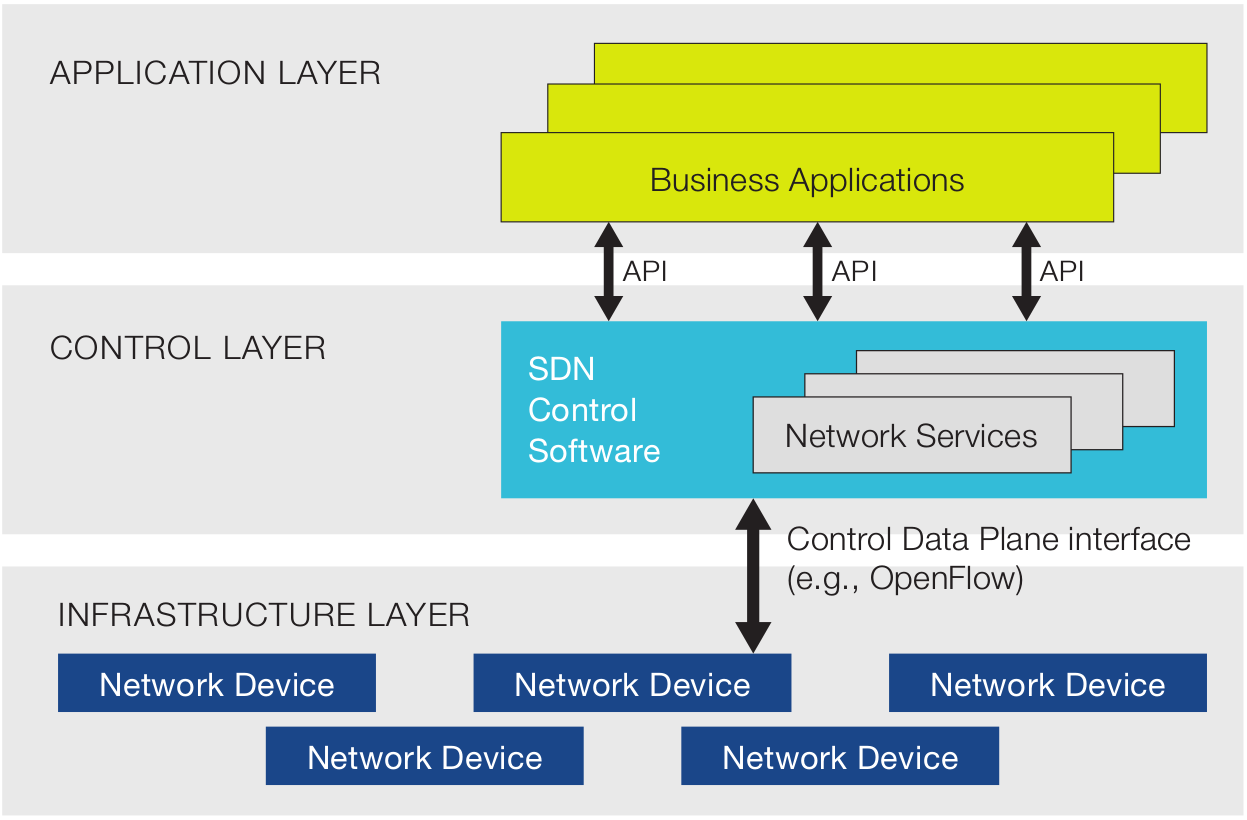 APPLICATION LAYER
Business Applications
API
API
API
CONTROL LAYER
SDN
Control
Software
Network Services
Control Data Plane interface
(e.g., OpenFlow)
INFRASTRUCTURE LAYER
Network Device
Network Device
Network Device
Network Device
Network Device